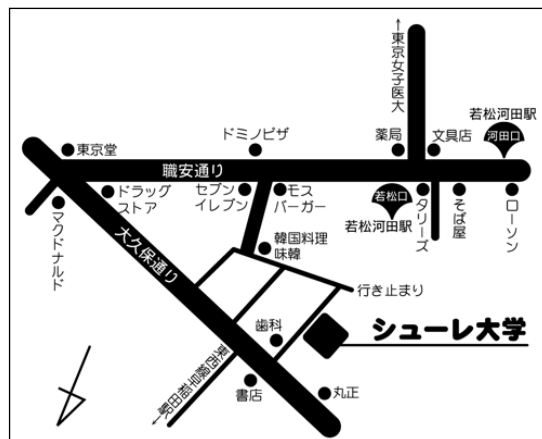 ←東京女子医大
若松河田駅
河田口
東京堂
ドミノピザ
薬局
文具店
職安通り
ドラッグ
ストア
セブン
イレブン
モス
バーガー
若松口
若松河田駅
タリーズ
そば屋
ローソン
マクドナルド
大久保通り
韓国料理
味韓
行き止まり
歯科
シューレ大学
東西線早稲田駅→
書店
丸正